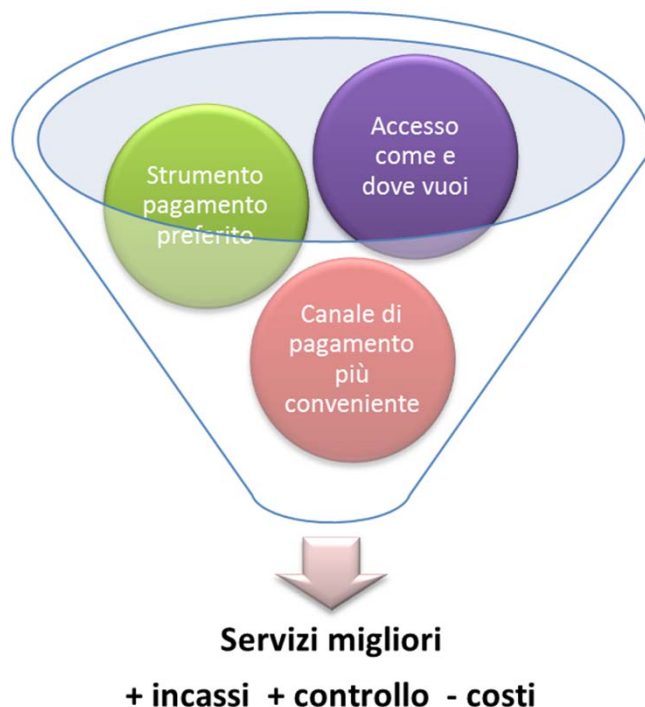 Accesso
come e
dove vuoi
Strumento
pagamento
preferito
Canale di
pagamento
più
conveniente
Servizi migliori
+ incassi + controllo - costi